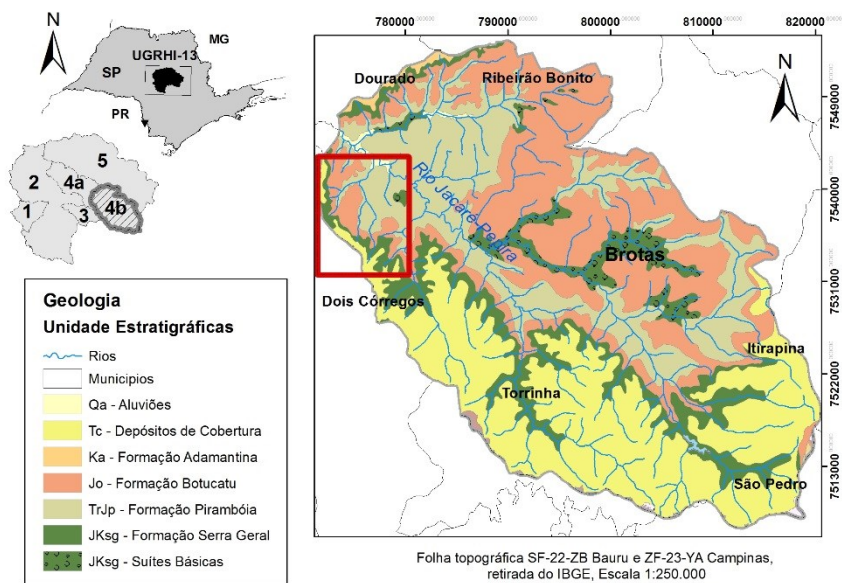 N
MG
UGRHI-13
SP
PR
5
2
4a
4b
1
3
Geologia
Unidade Estratigráficas
Rios
Municipios
Qa - Aluviões
Tc - Depósitos de Cobertura
Ka - Formação Adamantina
Jo - Formação Botucatu
TrJp - Formação Pirambóia
JKsg - Formação Serra Geral
JKsg - Suítes Básicas
780000
790000
800000
810000
820000
N
Dourado
Ribeirão Bonito
7549000
Rio Jacaré Pepira
7540000
Brotas
7531000
Dois Córregos
Itirapina
7522000
Torrinha
7513000
São Pedro
Folha topográfica SF-22-ZB Bauru e ZF-23-YA Campinas,
retirada do IBGE, Escala 1:250.000